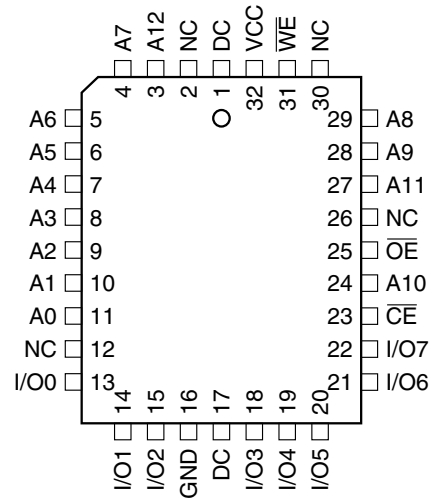 A7 A12 NC DC VCC W̅E̅ NC
4 3 2 1 32 31 30
A6 5 29 A8
A5 6 28 A9
A4 7 27 A11
A3 8 26 NC
A2 9 25 O̅E̅
A1 10 24 A10
A0 11 23 C̅E̅
NC 12 22 I/O7
I/O0 13 21 I/O6
14 15 16 17 18 19 20
I/O1 I/O2 GND DC I/O3 I/O4 I/O5